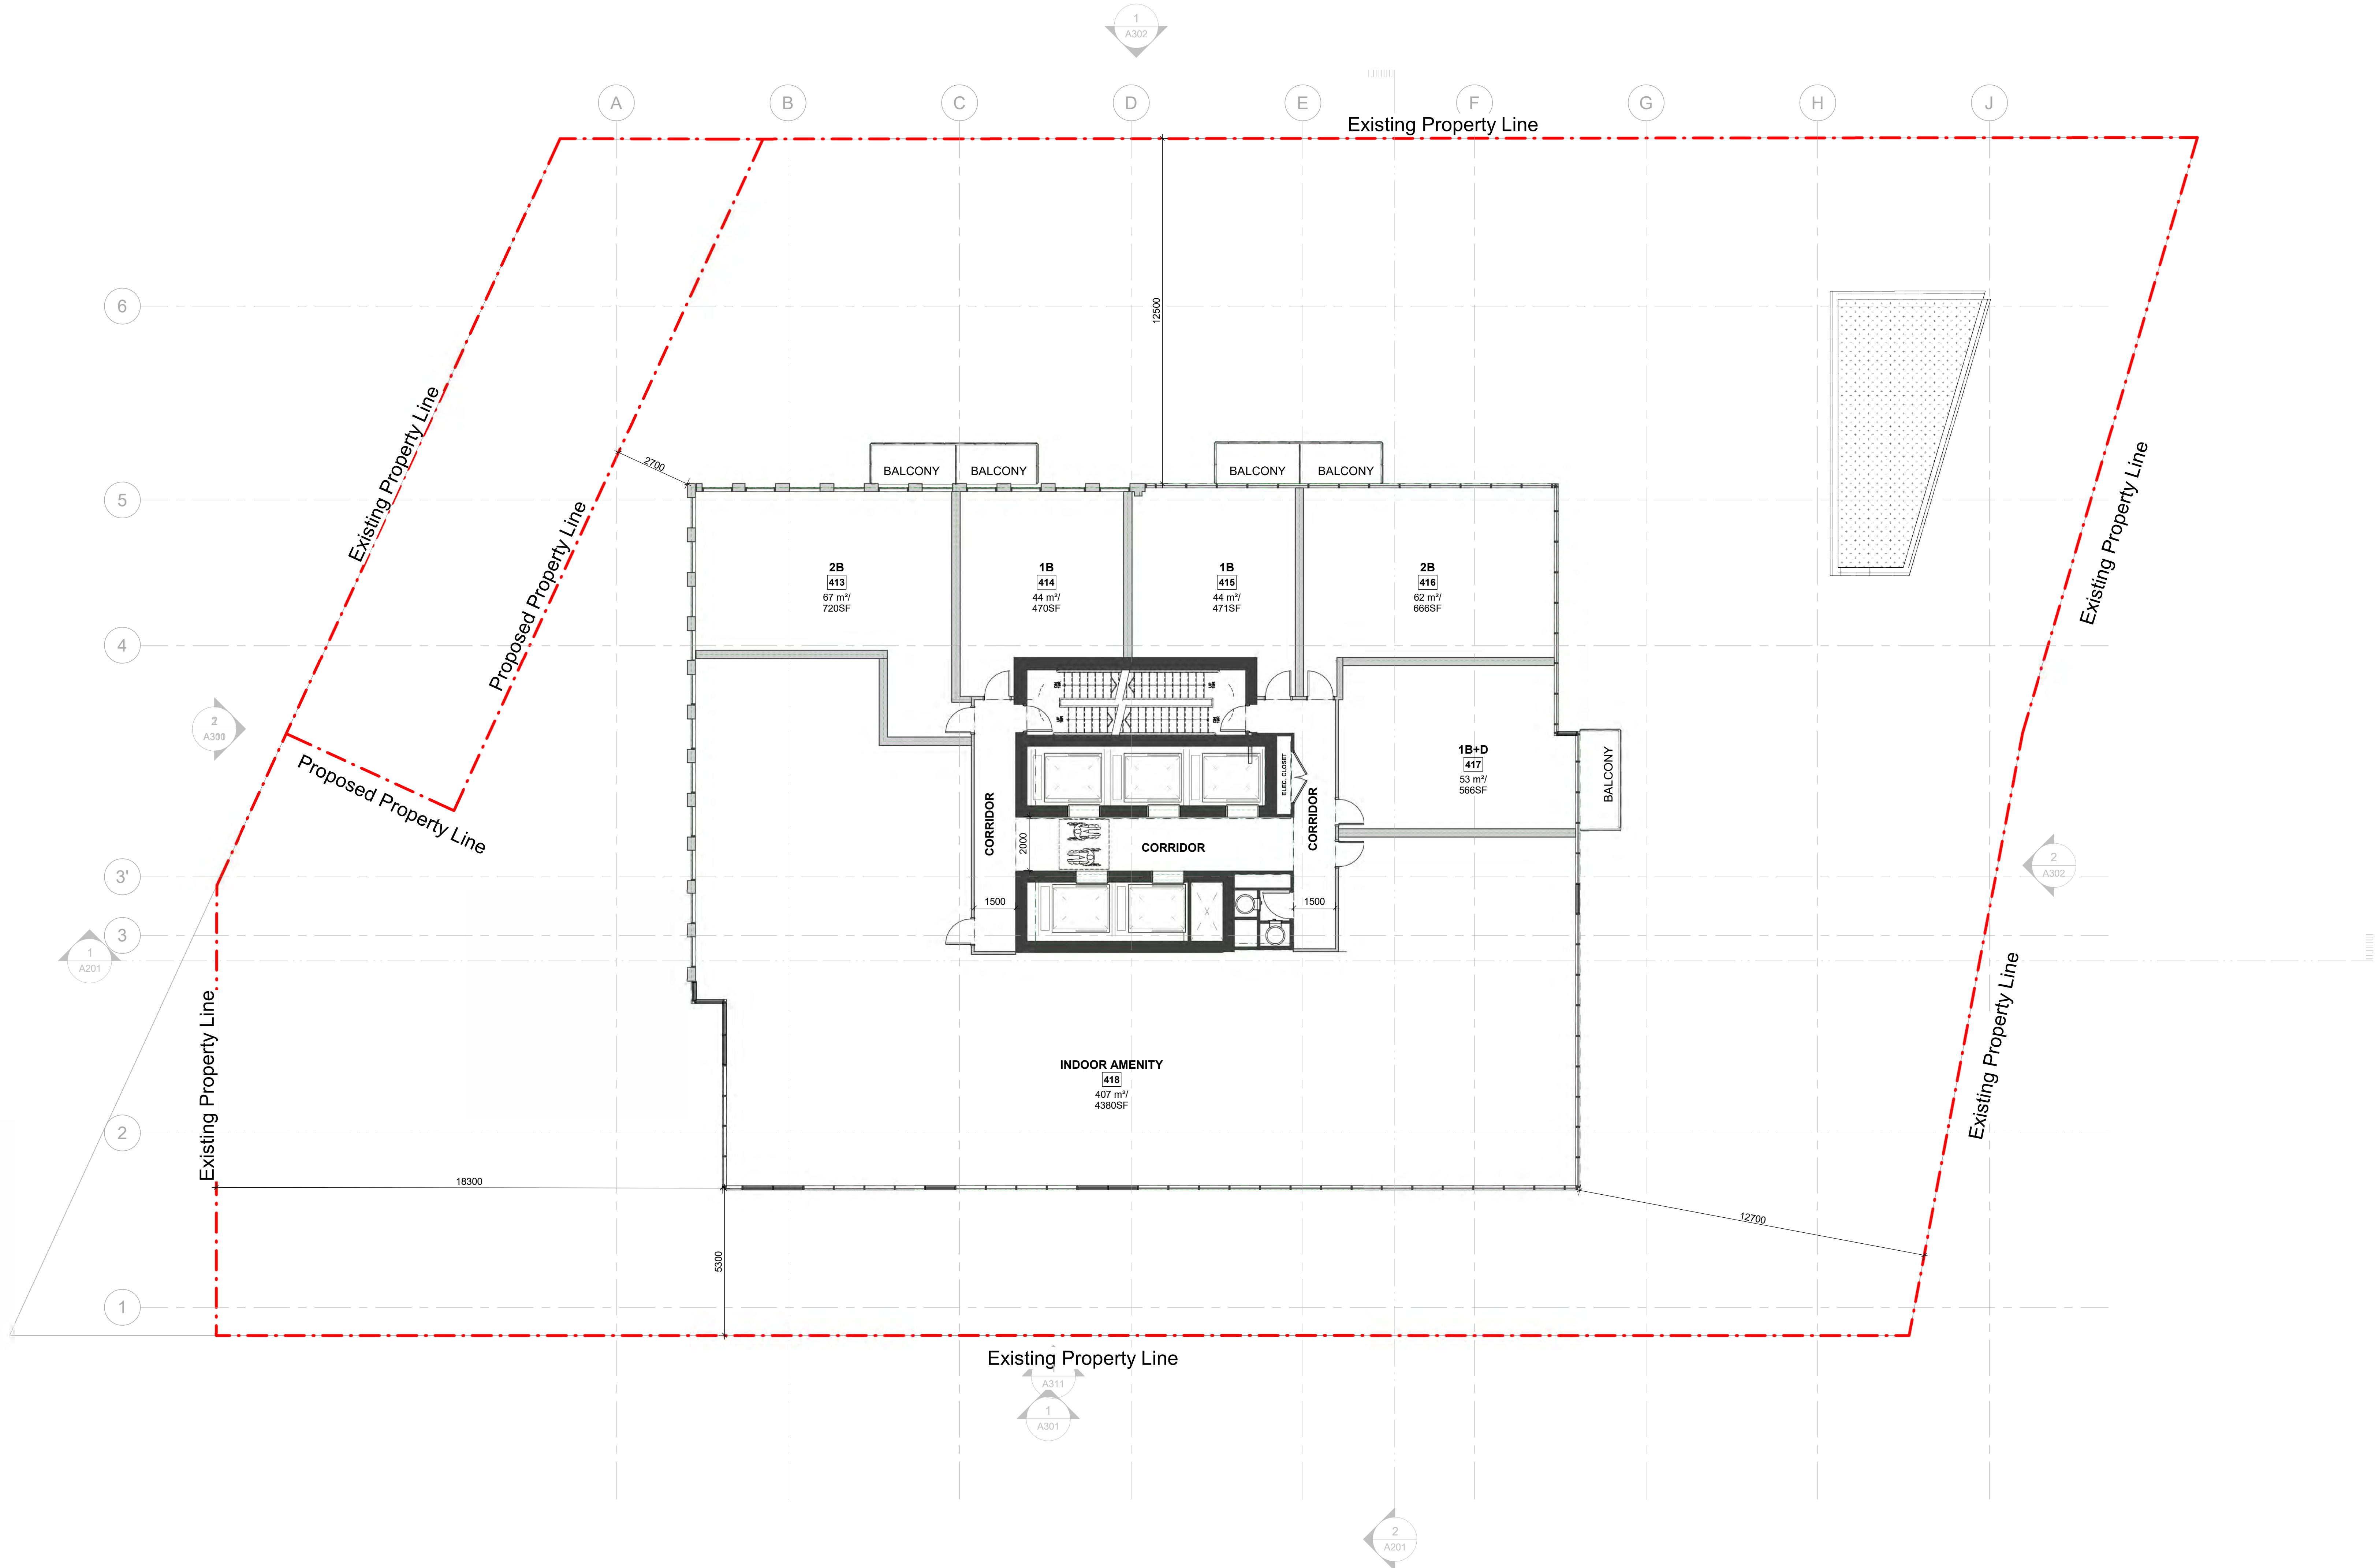 1
A302
A
B
C
D
E
F
G
H
J
Existing Property Line
6
12500
Existing Property Line
Existing Property Line
2700
BALCONY
BALCONY
BALCONY
BALCONY
5
Proposed Property Line
2B
413
67 m²/
720SF
1B
414
44 m²/
470SF
1B
415
44 m²/
471SF
2B
416
62 m²/
666SF
4
2
1B+D
417
53 m²/
566SF
BALCONY
ELEC. CLOSET
Proposed Property Line
CORRIDOR
2000
CORRIDOR
CORRIDOR
2
A302
3'
1500
1500
3
1
A201
Existing Property Line
Existing Property Line
INDOOR AMENITY
418
407 m²/
4380SF
2
18300
12700
5300
1
Existing Property Line
A311
1
A301
2
A201